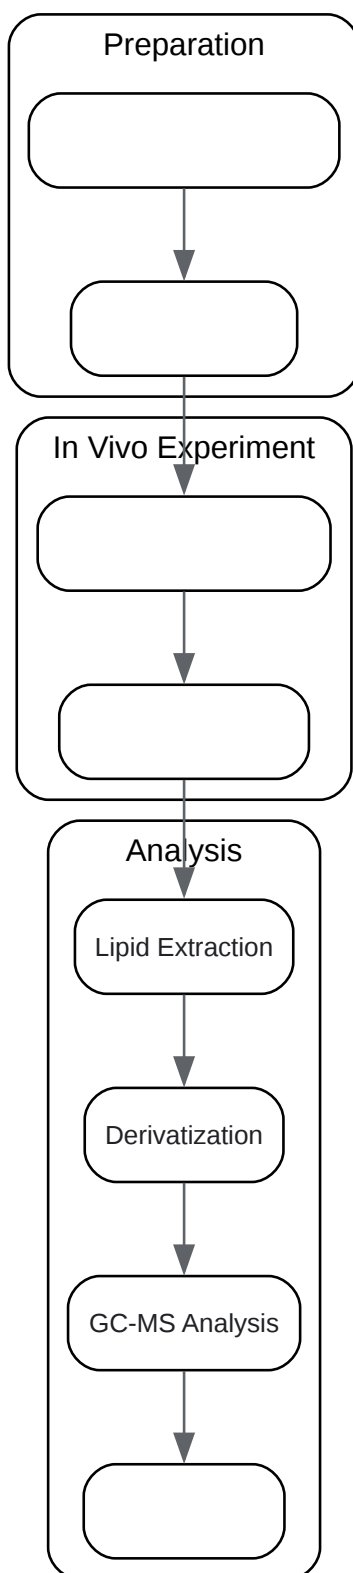 Preparation
In Vivo Experiment
Analysis
Lipid Extraction
Derivatization
GC-MS Analysis